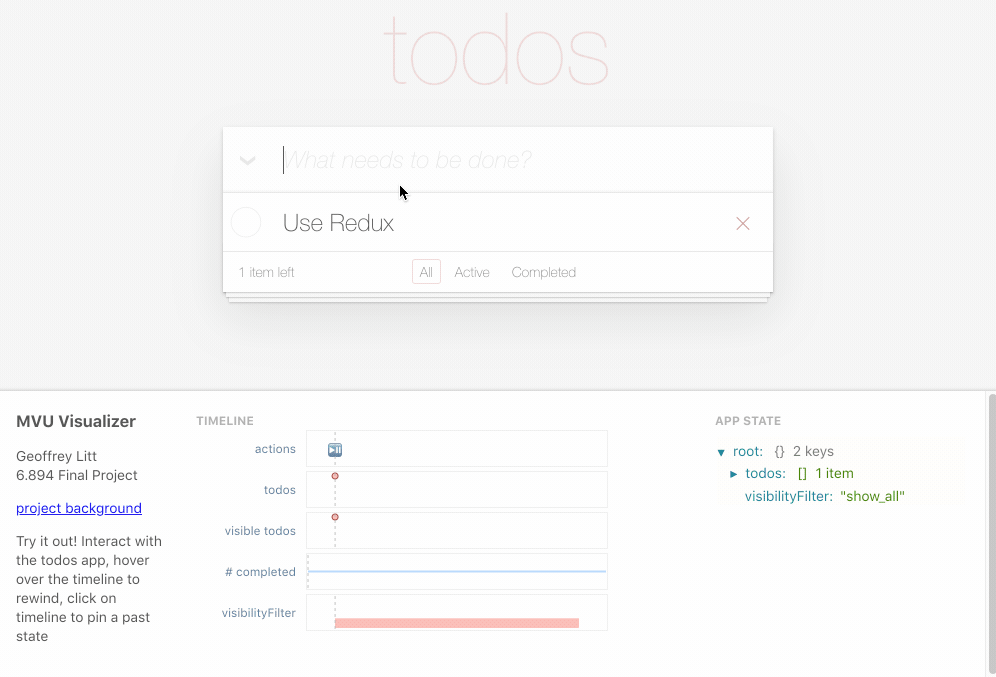 todos
What needs to be done?
Use Redux
1 item left
All
Active
Completed
MVU Visualizer
Geoffrey Litt
6.894 Final Project
project background
Try it out! Interact with
the todos app, hover
over the timeline to
rewind, click on
timeline to pin a past
state
TIMELINE
actions
todos
visible todos
# completed
visibilityFilter
APP STATE
root: {} 2 keys
todos: [] 1 item
visibilityFilter: "show_all"